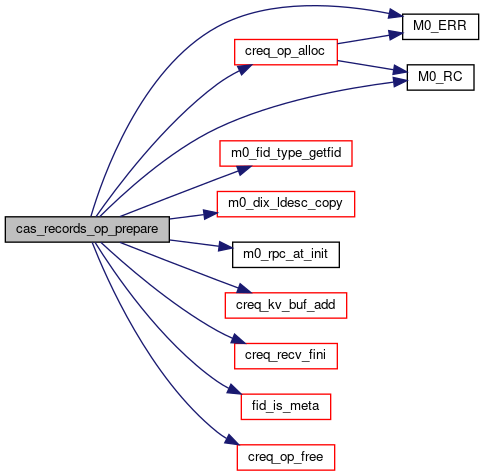 M0_ERR
creq_op_alloc
M0_RC
m0_fid_type_getfid
m0_dix_ldesc_copy
cas_records_op_prepare
m0_rpc_at_init
creq_kv_buf_add
creq_recv_fini
fid_is_meta
creq_op_free